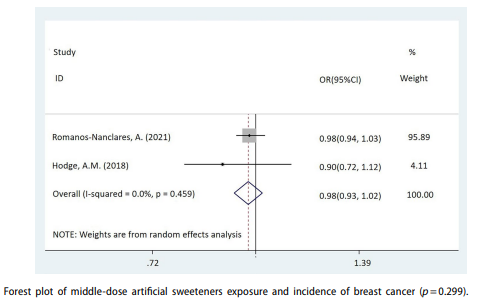 Study %
ID OR(95%CI) Weight
Romanos-Nanclares, A. (2021) 0.98(0.94, 1.03) 95.89
Hodge, A.M. (2018) 0.90(0.72, 1.12) 4.11
Overall (I-squared = 0.0%, p = 0.459) 0.98(0.93, 1.02) 100.00
NOTE: Weights are from random effects analysis
.72 1.39
Forest plot of middle-dose artificial sweeteners exposure and incidence of breast cancer (p=0.299).